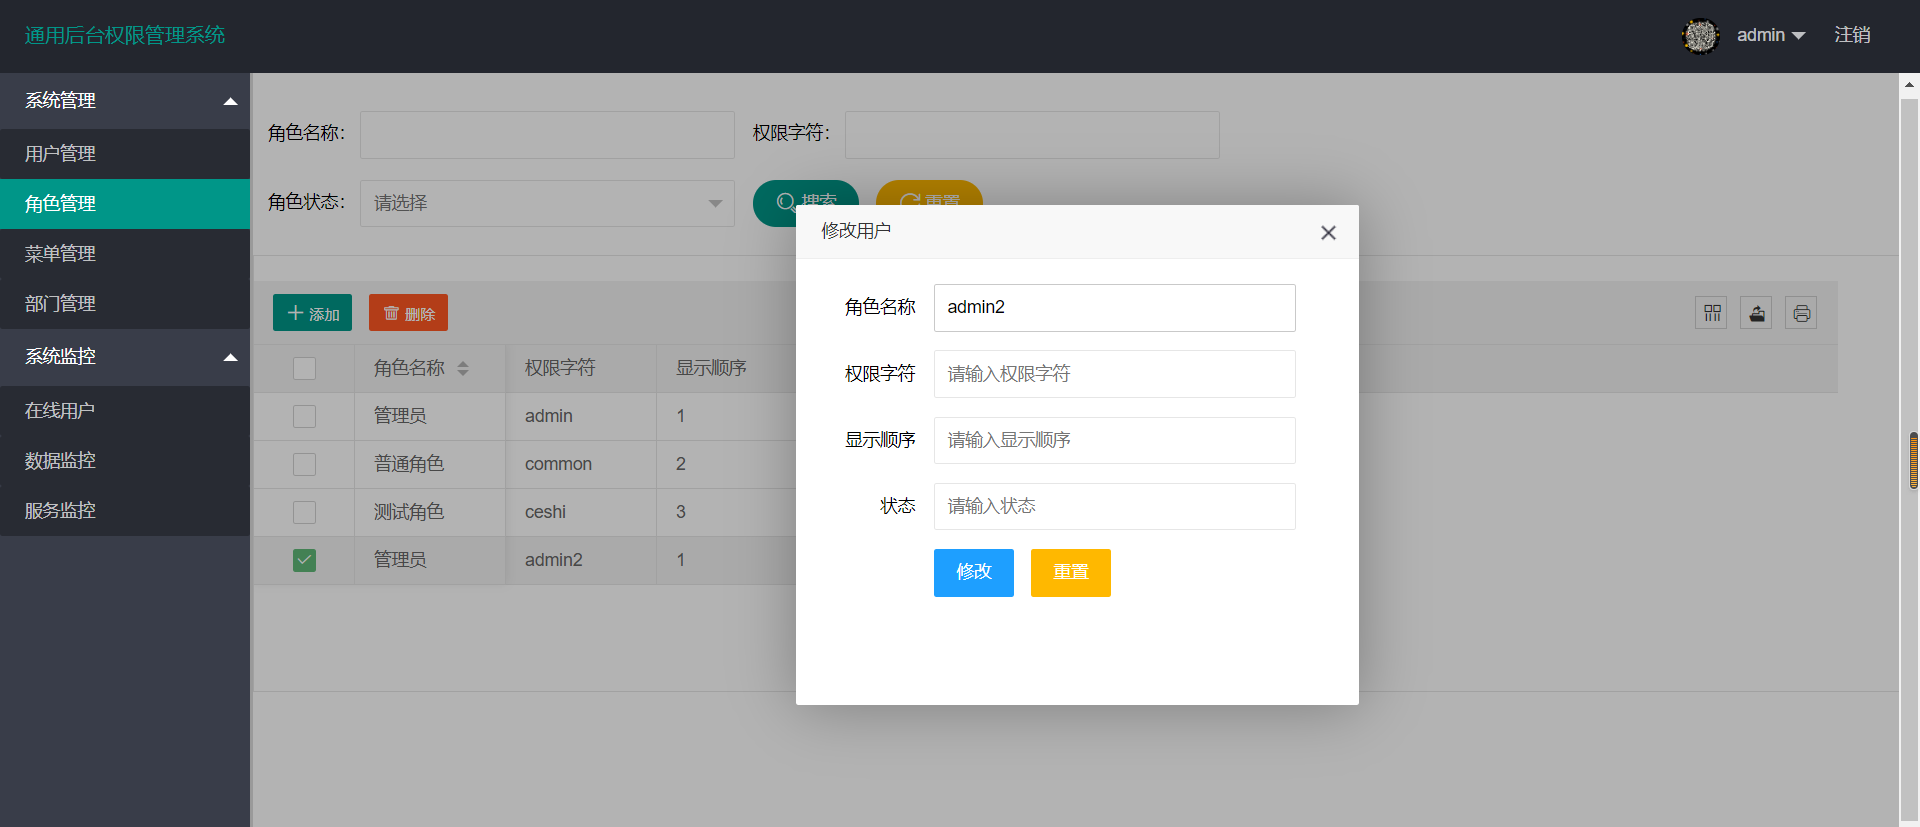 通用后台权限管理系统
admin
注销
系统管理
用户管理
角色管理
菜单管理
部门管理
系统监控
在线用户
数据监控
服务监控
角色名称:
权限字符:
角色状态:
请选择
搜索
重置
添加
删除
角色名称 权限字符 显示顺序
管理员 admin 1
普通角色 common 2
测试角色 ceshi 3
管理员 admin2 1
修改用户
角色名称 admin2
权限字符 请输入权限字符
显示顺序 请输入显示顺序
状态 请输入状态
修改 重置